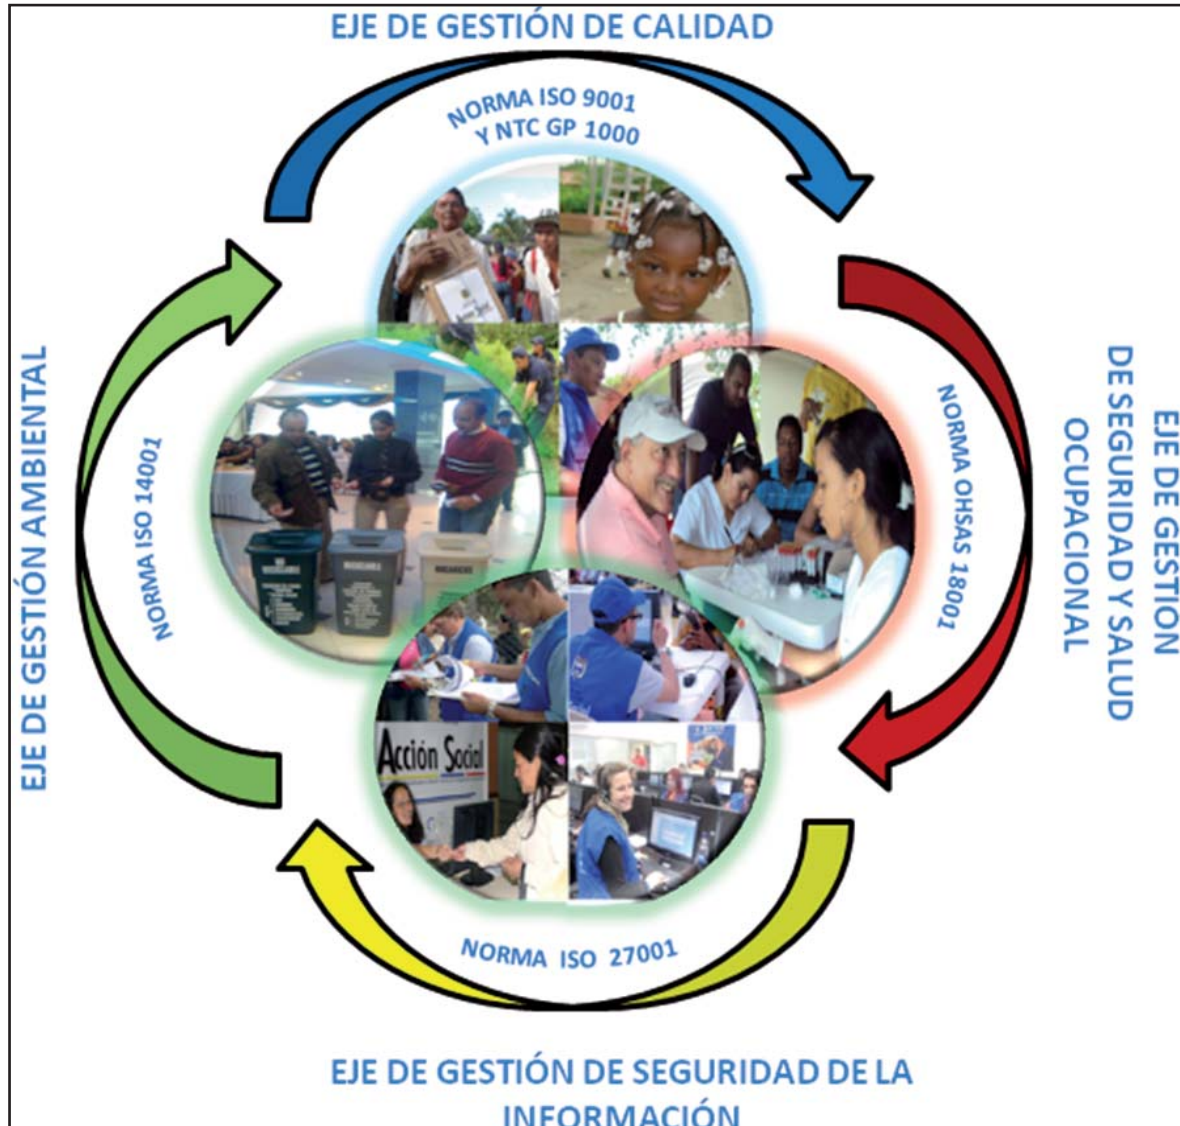 EJE DE GESTIÓN DE CALIDAD
NORMA ISO 9001
Y NTC GP 1000
EJE DE GESTION
DE SEGURIDAD Y SALUD
OCUPACIONAL
NORMA OHSAS 18001
EJE DE GESTIÓN AMBIENTAL
NORMA ISO 14001
Acción Social
NORMA ISO 27001
EJE DE GESTIÓN DE SEGURIDAD DE LA
INFORMACIÓN